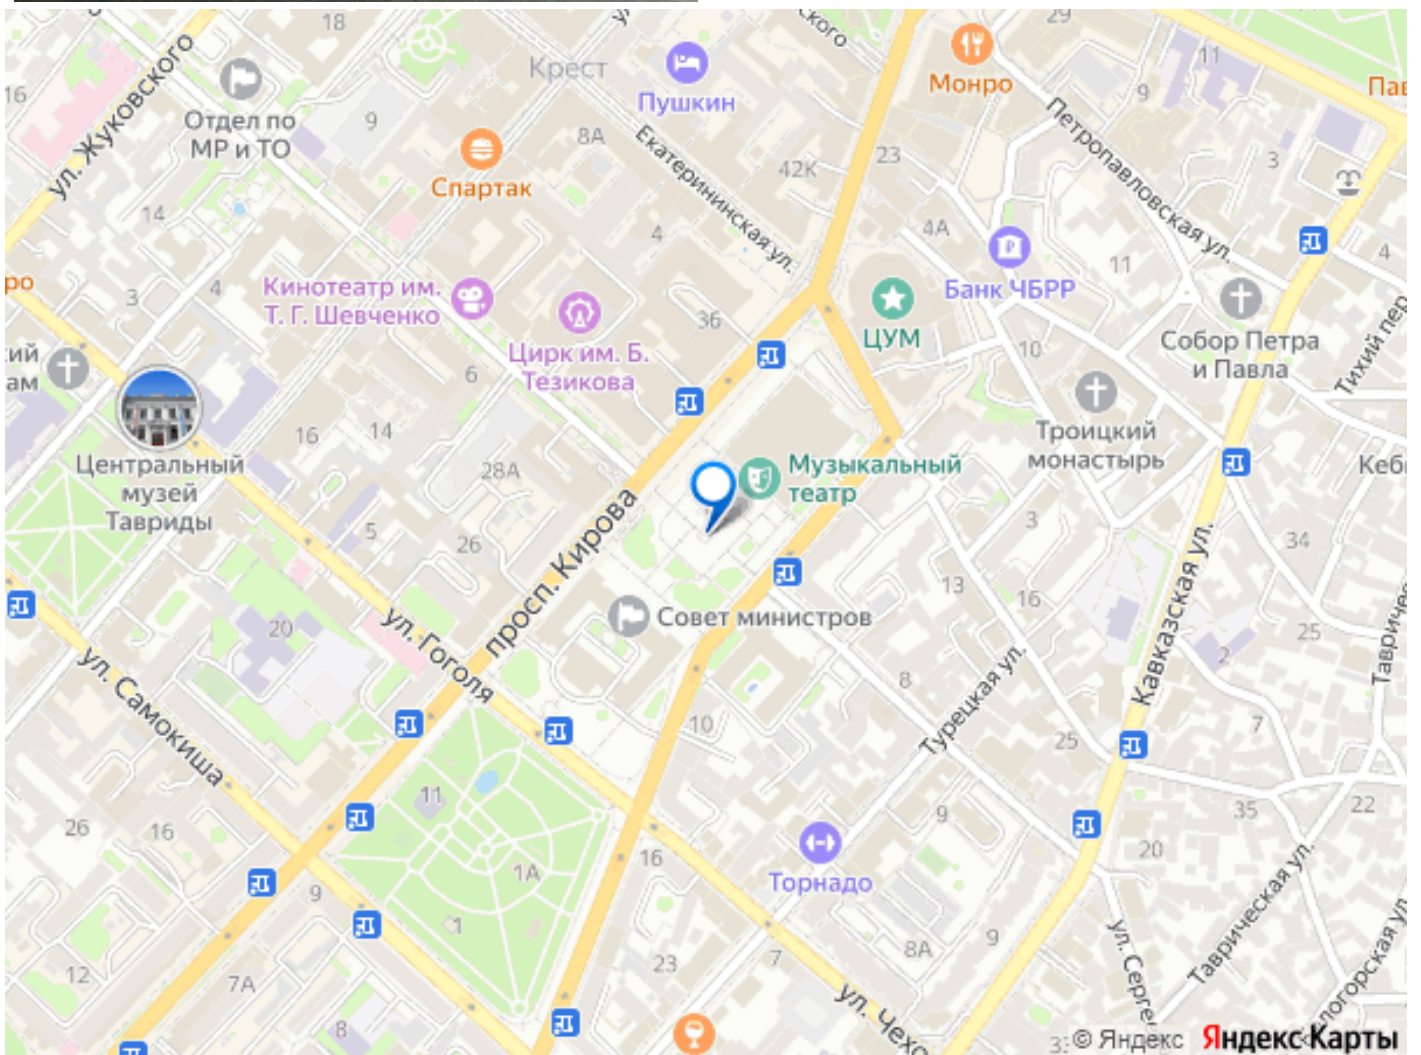 18
29
11
16
ул. Жуковского
Отдел по
МР и ТО
9
Крест
Пушкин
Монро
9
Петропавловская ул.
3
8А
Екатерининская ул.
42К
23
Спартак
14
4
4А
4
3
4
Кинотеатр им.
Т. Г. Шевченко
36
Цирк им. Б.
Тезикова
ЦУМ
Банк ЧБРР
11
10
Собор Петра
и Павла
Тихий пер
6
16
14
28А
Центральный
музей
Тавриды
5
26
Музыкальный
театр
Троицкий
монастырь
3
34
просп. Кирова
Совет министров
13
16
25
2
Кавказская ул.
20
ул. Гоголя
ул. Самокиша
8
10
Турецкая ул.
25
7
11
26
16
1А
9
1
16
Торнадо
9
20
35
22
Таврическая ул.
12
7А
8
23
7
8А
9
ул. Чехо
ул. Серге
© Яндекс Яндекс Карты